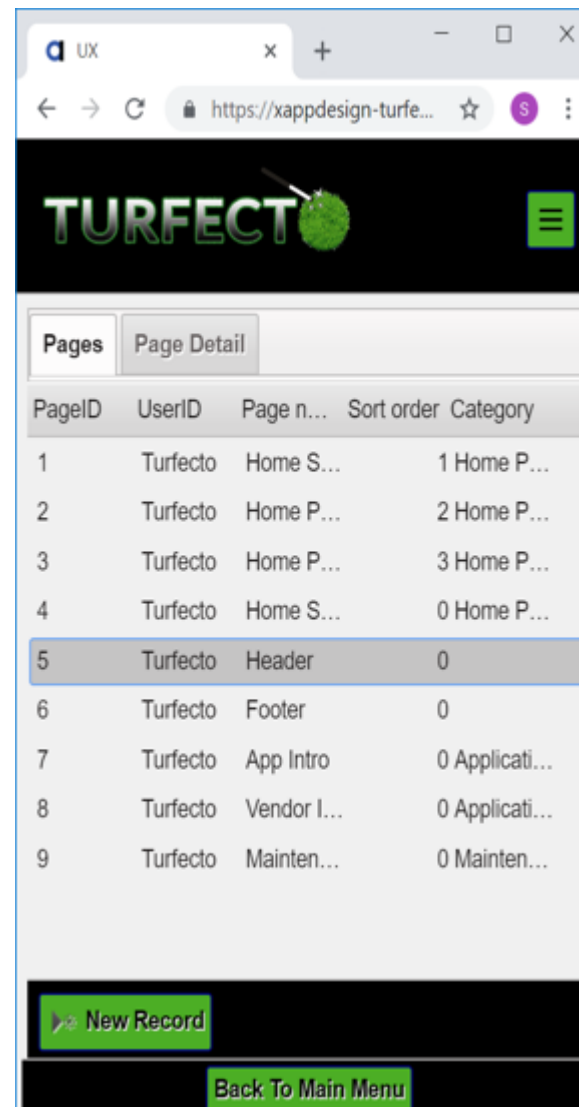 UX
https://xappdesign-turfe...
S
TURFECTO
Pages Page Detail
PageID UserID Page n... Sort order Category
1 Turfecto Home S... 1 Home P...
2 Turfecto Home P... 2 Home P...
3 Turfecto Home P... 3 Home P...
4 Turfecto Home S... 0 Home P...
5 Turfecto Header 0
6 Turfecto Footer 0
7 Turfecto App Intro 0 Applicati...
8 Turfecto Vendor I... 0 Applicati...
9 Turfecto Mainten... 0 Mainten...
New Record
Back To Main Menu